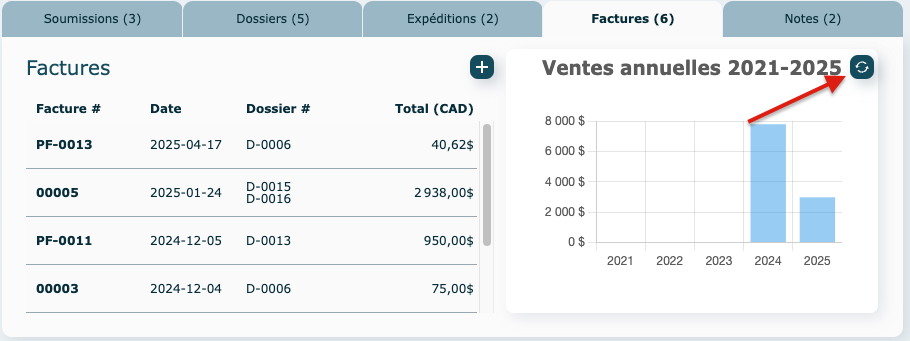 Soumissions (3)
Dossiers (5)
Expéditions (2)
Factures (6)
Notes (2)
Factures
Facture # Date Dossier # Total (CAD)
PF-0013 2025-04-17 D-0006 40,62$
00005 2025-01-24 D-0015 2 938,00$
D-0016
PF-0011 2024-12-05 D-0013 950,00$
00003 2024-12-04 D-0006 75,00$
Ventes annuelles 2021-2025
8 000 $
6 000 $
4 000 $
2 000 $
0 $
2021 2022 2023 2024 2025